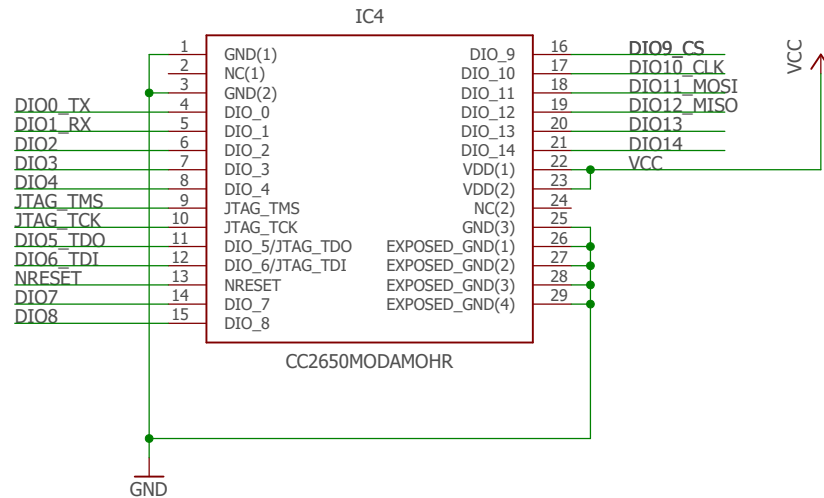 IC4
1 GND(1)
2 NC(1)
3 GND(2)
DIO0_TX 4 DIO_0
DIO1_RX 5 DIO_1
DIO2 6 DIO_2
DIO3 7 DIO_3
DIO4 8 DIO_4
JTAG_TMS 9 JTAG_TMS
JTAG_TCK 10 JTAG_TCK
DIO5_TDO 11 DIO_5/JTAG_TDO
DIO6_TDI 12 DIO_6/JTAG_TDI
NRESET 13 NRESET
DIO7 14 DIO_7
DIO8 15 DIO_8
DIO_9 16 DIO9_CS
DIO_10 17 DIO10_CLK
DIO_11 18 DIO11_MOSI
DIO_12 19 DIO12_MISO
DIO_13 20 DIO13
DIO_14 21 DIO14
VDD(1) 22 VCC
VDD(2) 23
NC(2) 24
GND(3) 25
EXPOSED_GND(1) 26
EXPOSED_GND(2) 27
EXPOSED_GND(3) 28
EXPOSED_GND(4) 29
VCC
CC2650MODAMOHR
GND